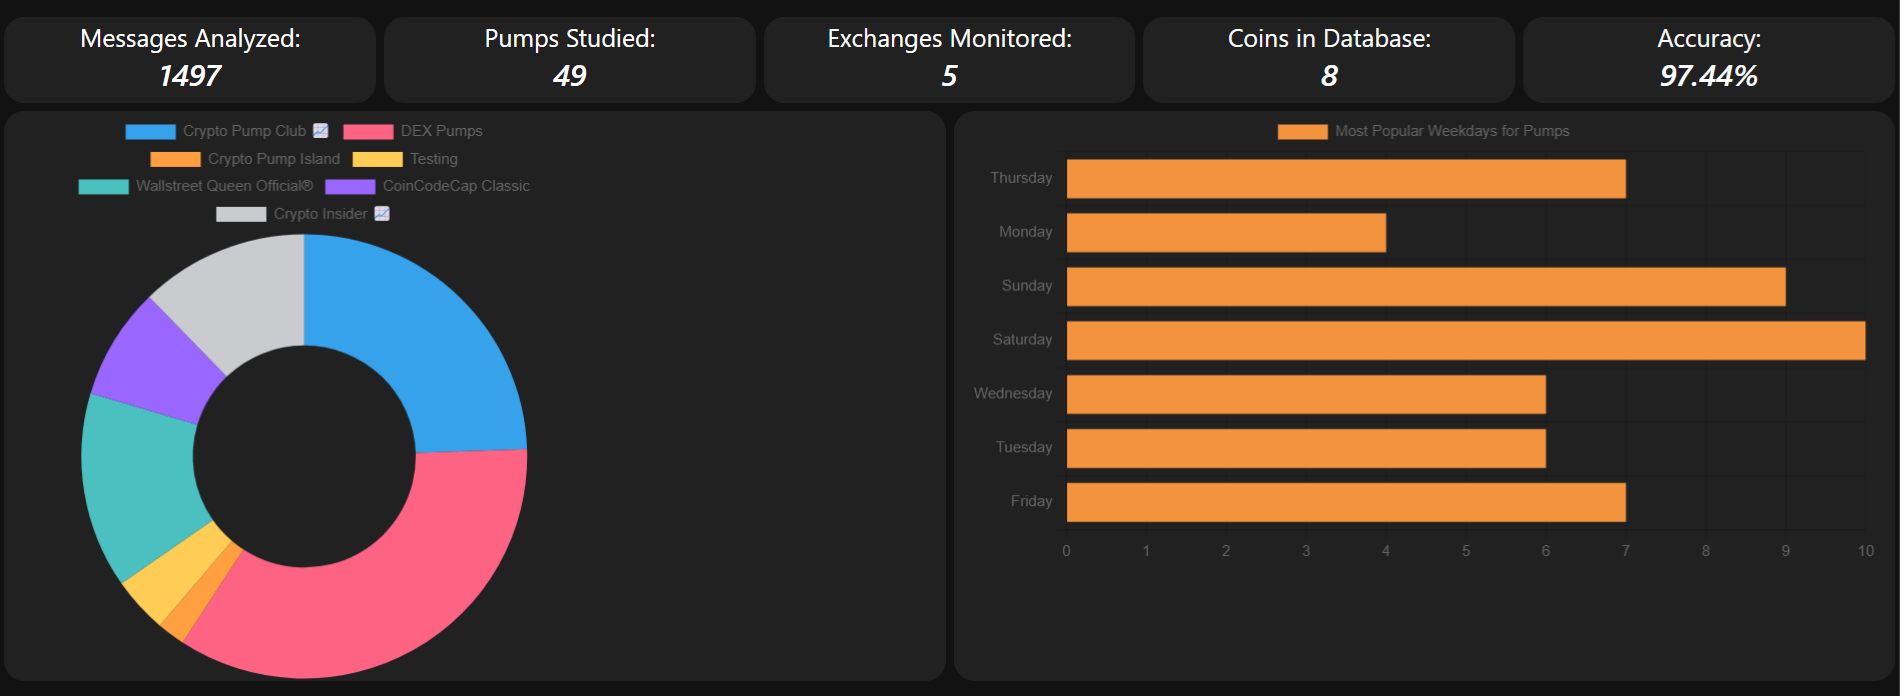 Messages Analyzed:
1497
Pumps Studied:
49
Exchanges Monitored:
5
Coins in Database:
8
Accuracy:
97.44%
Crypto Pump Club 📈 DEX Pumps
Crypto Pump Island Testing
Wallstreet Queen Official® CoinCodeCap Classic
Crypto Insider 📈
Most Popular Weekdays for Pumps
Thursday
Monday
Sunday
Saturday
Wednesday
Tuesday
Friday
0 1 2 3 4 5 6 7 8 9 10